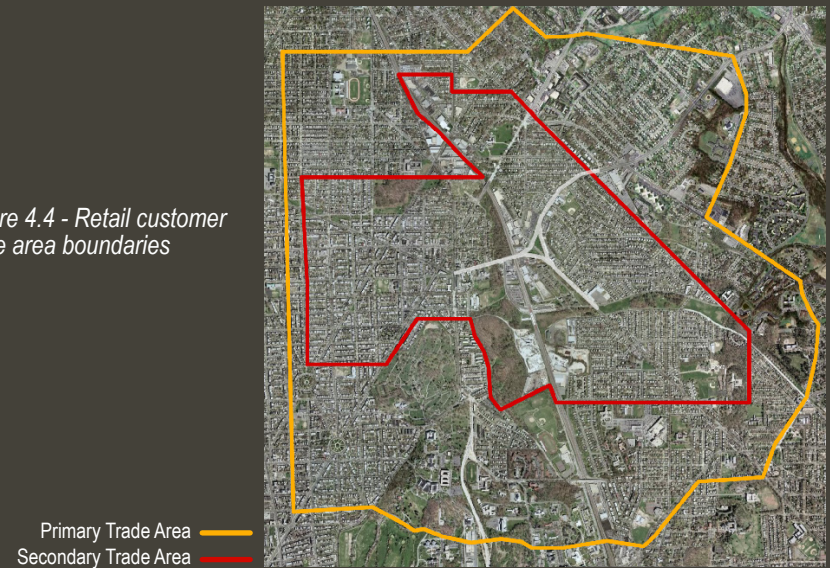 re 4.4 - Retail customer
e area boundaries
Primary Trade Area
Secondary Trade Area